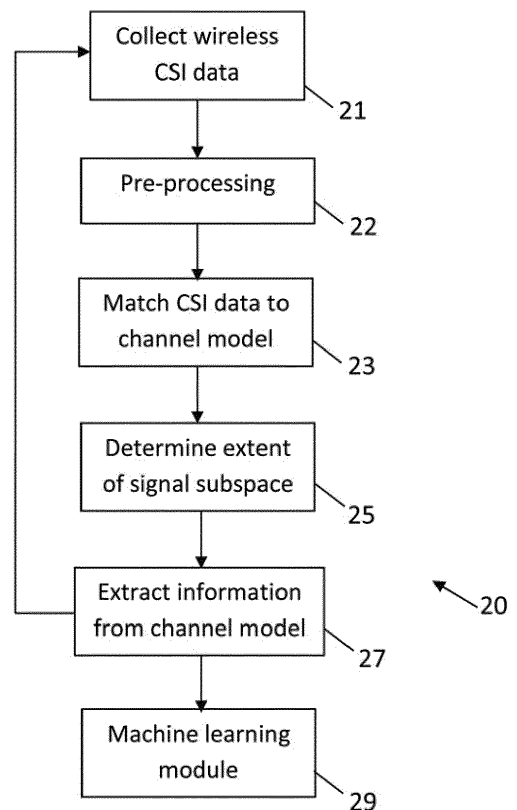 Collect wireless
CSI data
21
Pre-processing
22
Match CSI data to
channel model
23
Determine extent
of signal subspace
25
Extract information
from channel model
20
27
Machine learning
module
29